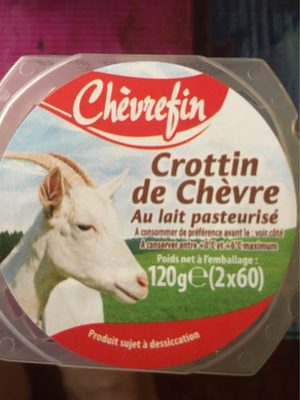 Chèvrefin
Crottin
de Chèvre
Au lait pasteurisé
A consommer de préférence avant le : voir côté
A conserver entre +0°C et +6°C maximum
Poids net à l'emballage :
120g℮(2x60)
Produit sujet à dessiccation